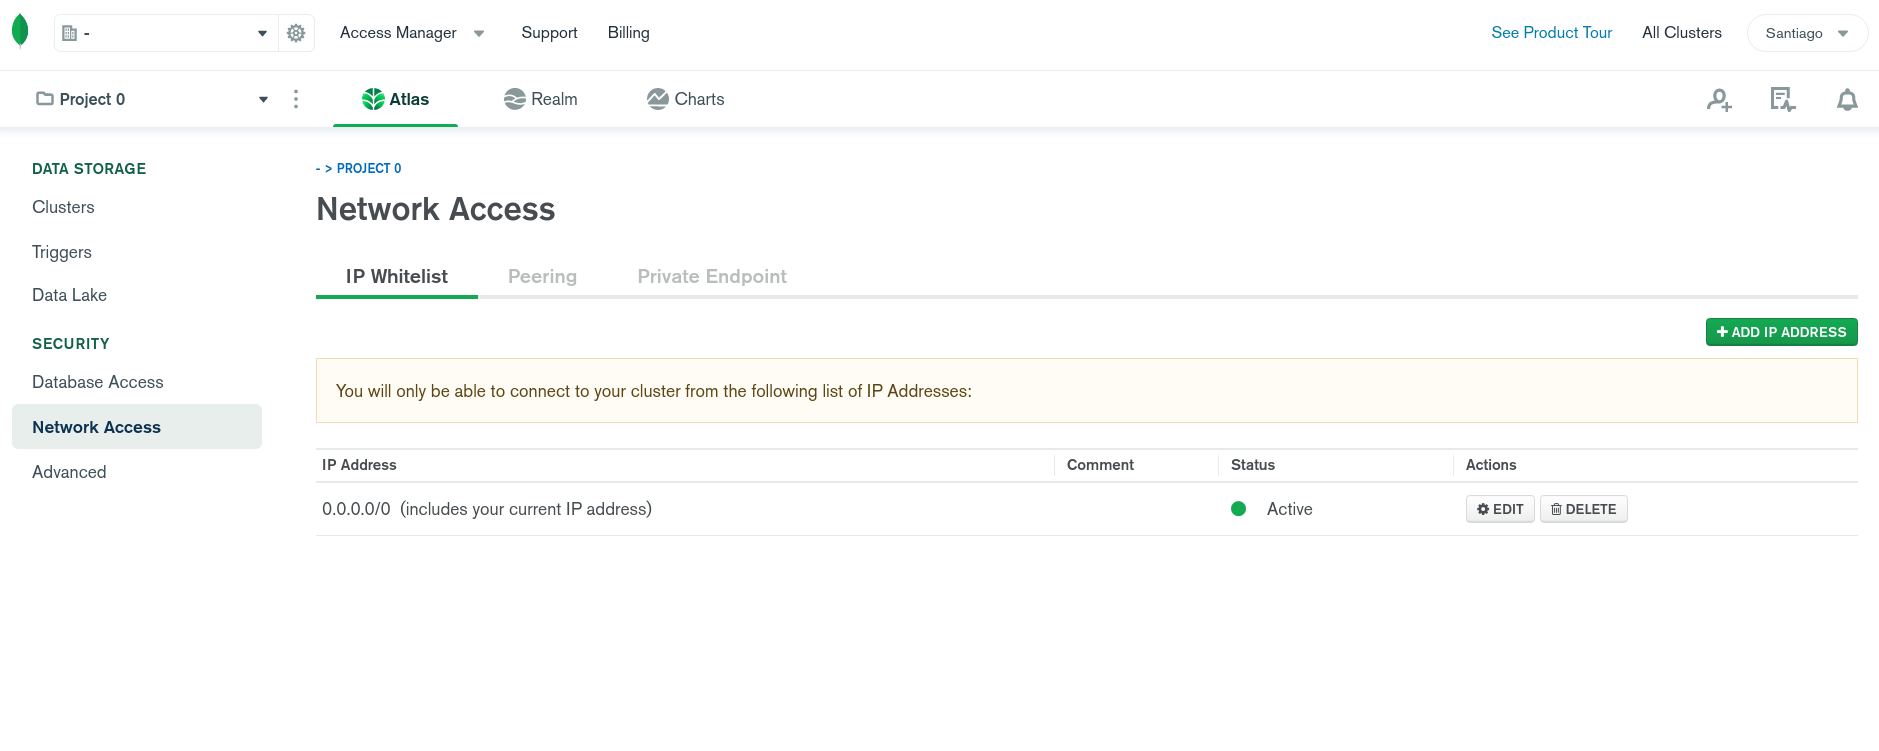 - Access Manager Support Billing See Product Tour All Clusters Santiago
Project 0 Atlas Realm Charts
DATA STORAGE
Clusters
Triggers
Data Lake
SECURITY
Database Access
Network Access
Advanced
- > PROJECT 0
Network Access
IP Whitelist Peering Private Endpoint
ADD IP ADDRESS
You will only be able to connect to your cluster from the following list of IP Addresses:
IP Address Comment Status Actions
0.0.0.0/0 (includes your current IP address) Active EDIT DELETE